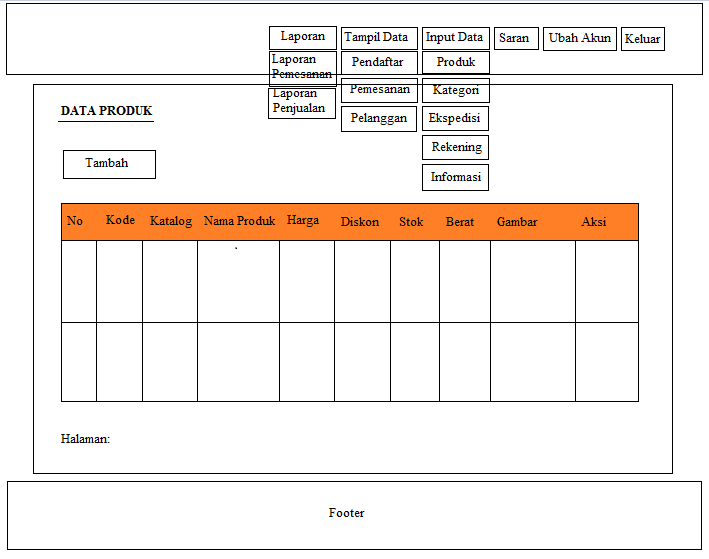 Laporan Tampil Data Input Data Saran Ubah Akun Keluar
Laporan Pendaftar Produk
Pemesanan
Laporan Pemesanan Kategori
Penjualan
Pelanggan Ekspedisi
Rekening
Informasi
DATA PRODUK
Tambah
No Kode Katalog Nama Produk Harga Diskon Stok Berat Gambar Aksi
Halaman:
Footer